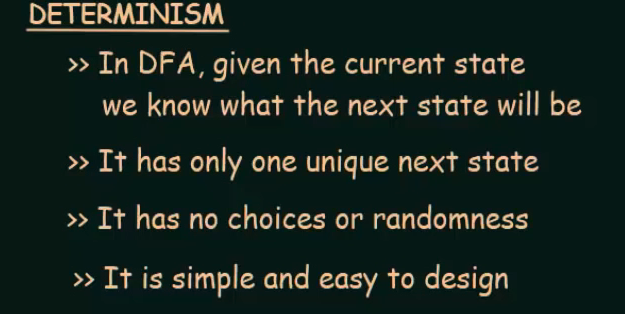 DETERMINISM
>> In DFA, given the current state
we know what the next state will be
>> It has only one unique next state
>> It has no choices or randomness
>> It is simple and easy to design